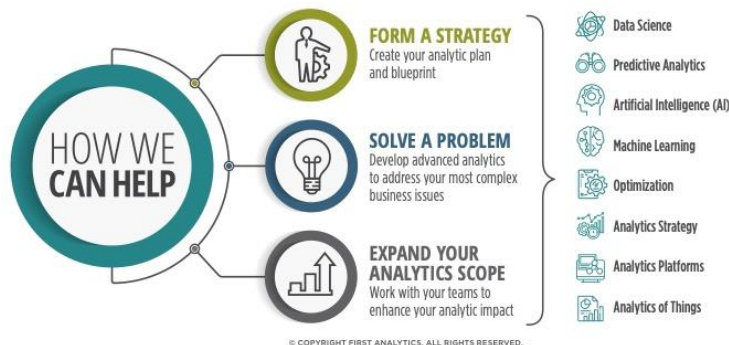 HOW WE
CAN HELP
FORM A STRATEGY
Create your analytic plan
and blueprint
SOLVE A PROBLEM
Develop advanced analytics
to address your most complex
business issues
EXPAND YOUR
ANALYTICS SCOPE
Work with your teams to
enhance your analytic impact
Data Science
Predictive Analytics
Artificial Intelligence (AI)
Machine Learning
Optimization
Analytics Strategy
Analytics Platforms
Analytics of Things
© COPYRIGHT FIRST ANALYTICS. ALL RIGHTS RESERVED.